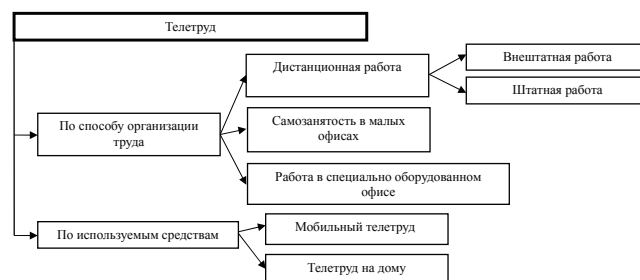 Телетруд
Дистанционная работа
Внештатная работа
Штатная работа
По способу организации
труда
Самозанятость в малых
офисах
Работа в специально оборудованном
офисе
По используемым средствам
Мобильный телетруд
Телетруд на дому